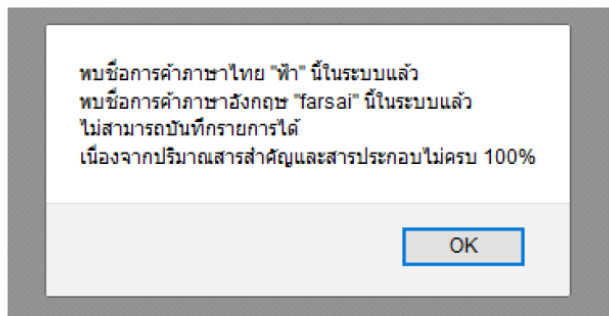 พบชื่อการค้าภาษาไทย "ฟ้า" นี้ในระบบแล้ว
พบชื่อการค้าภาษาอังกฤษ "farsai" นี้ในระบบแล้ว
ไม่สามารถบันทึกรายการได้
เนื่องจากปริมาณสารสำคัญและสารประกอบไม่ครบ 100%
OK